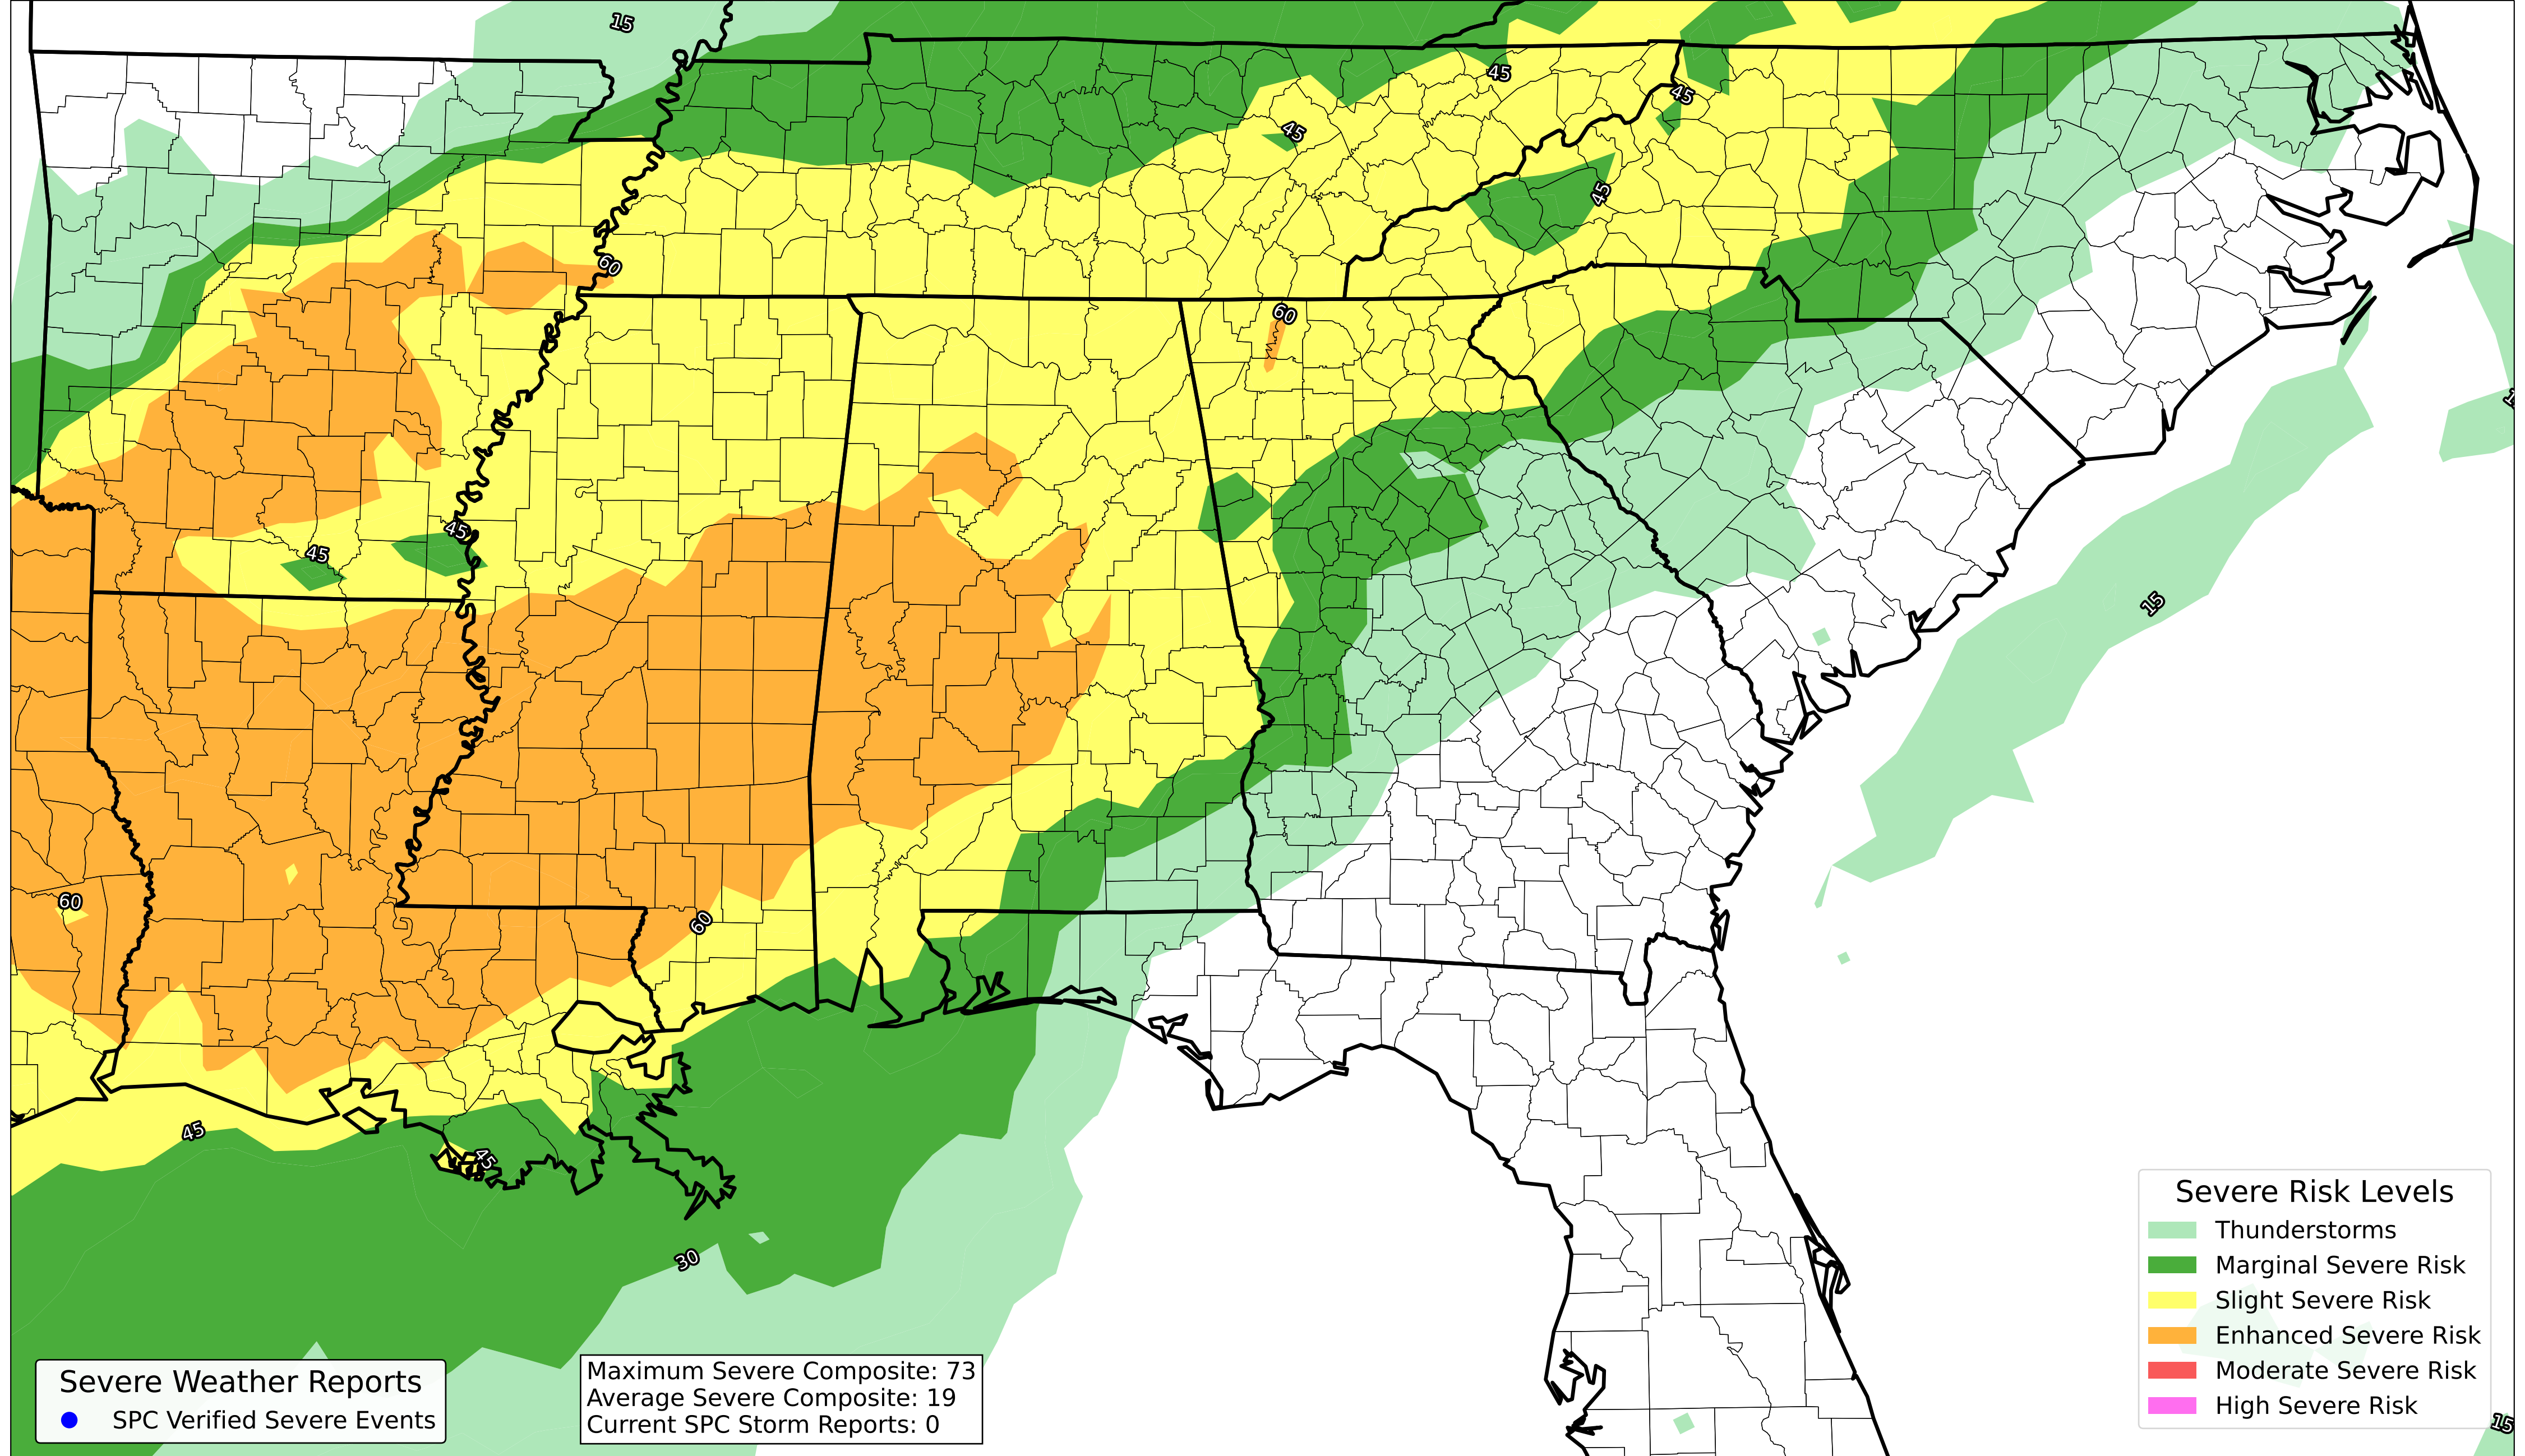 15
45
45
45
45
60
60
45
45
15
60
60
45
45
30
15
Severe Risk Levels
Thunderstorms
Marginal Severe Risk
Slight Severe Risk
Enhanced Severe Risk
Moderate Severe Risk
High Severe Risk
Severe Weather Reports
SPC Verified Severe Events
Maximum Severe Composite: 73
Average Severe Composite: 19
Current SPC Storm Reports: 0